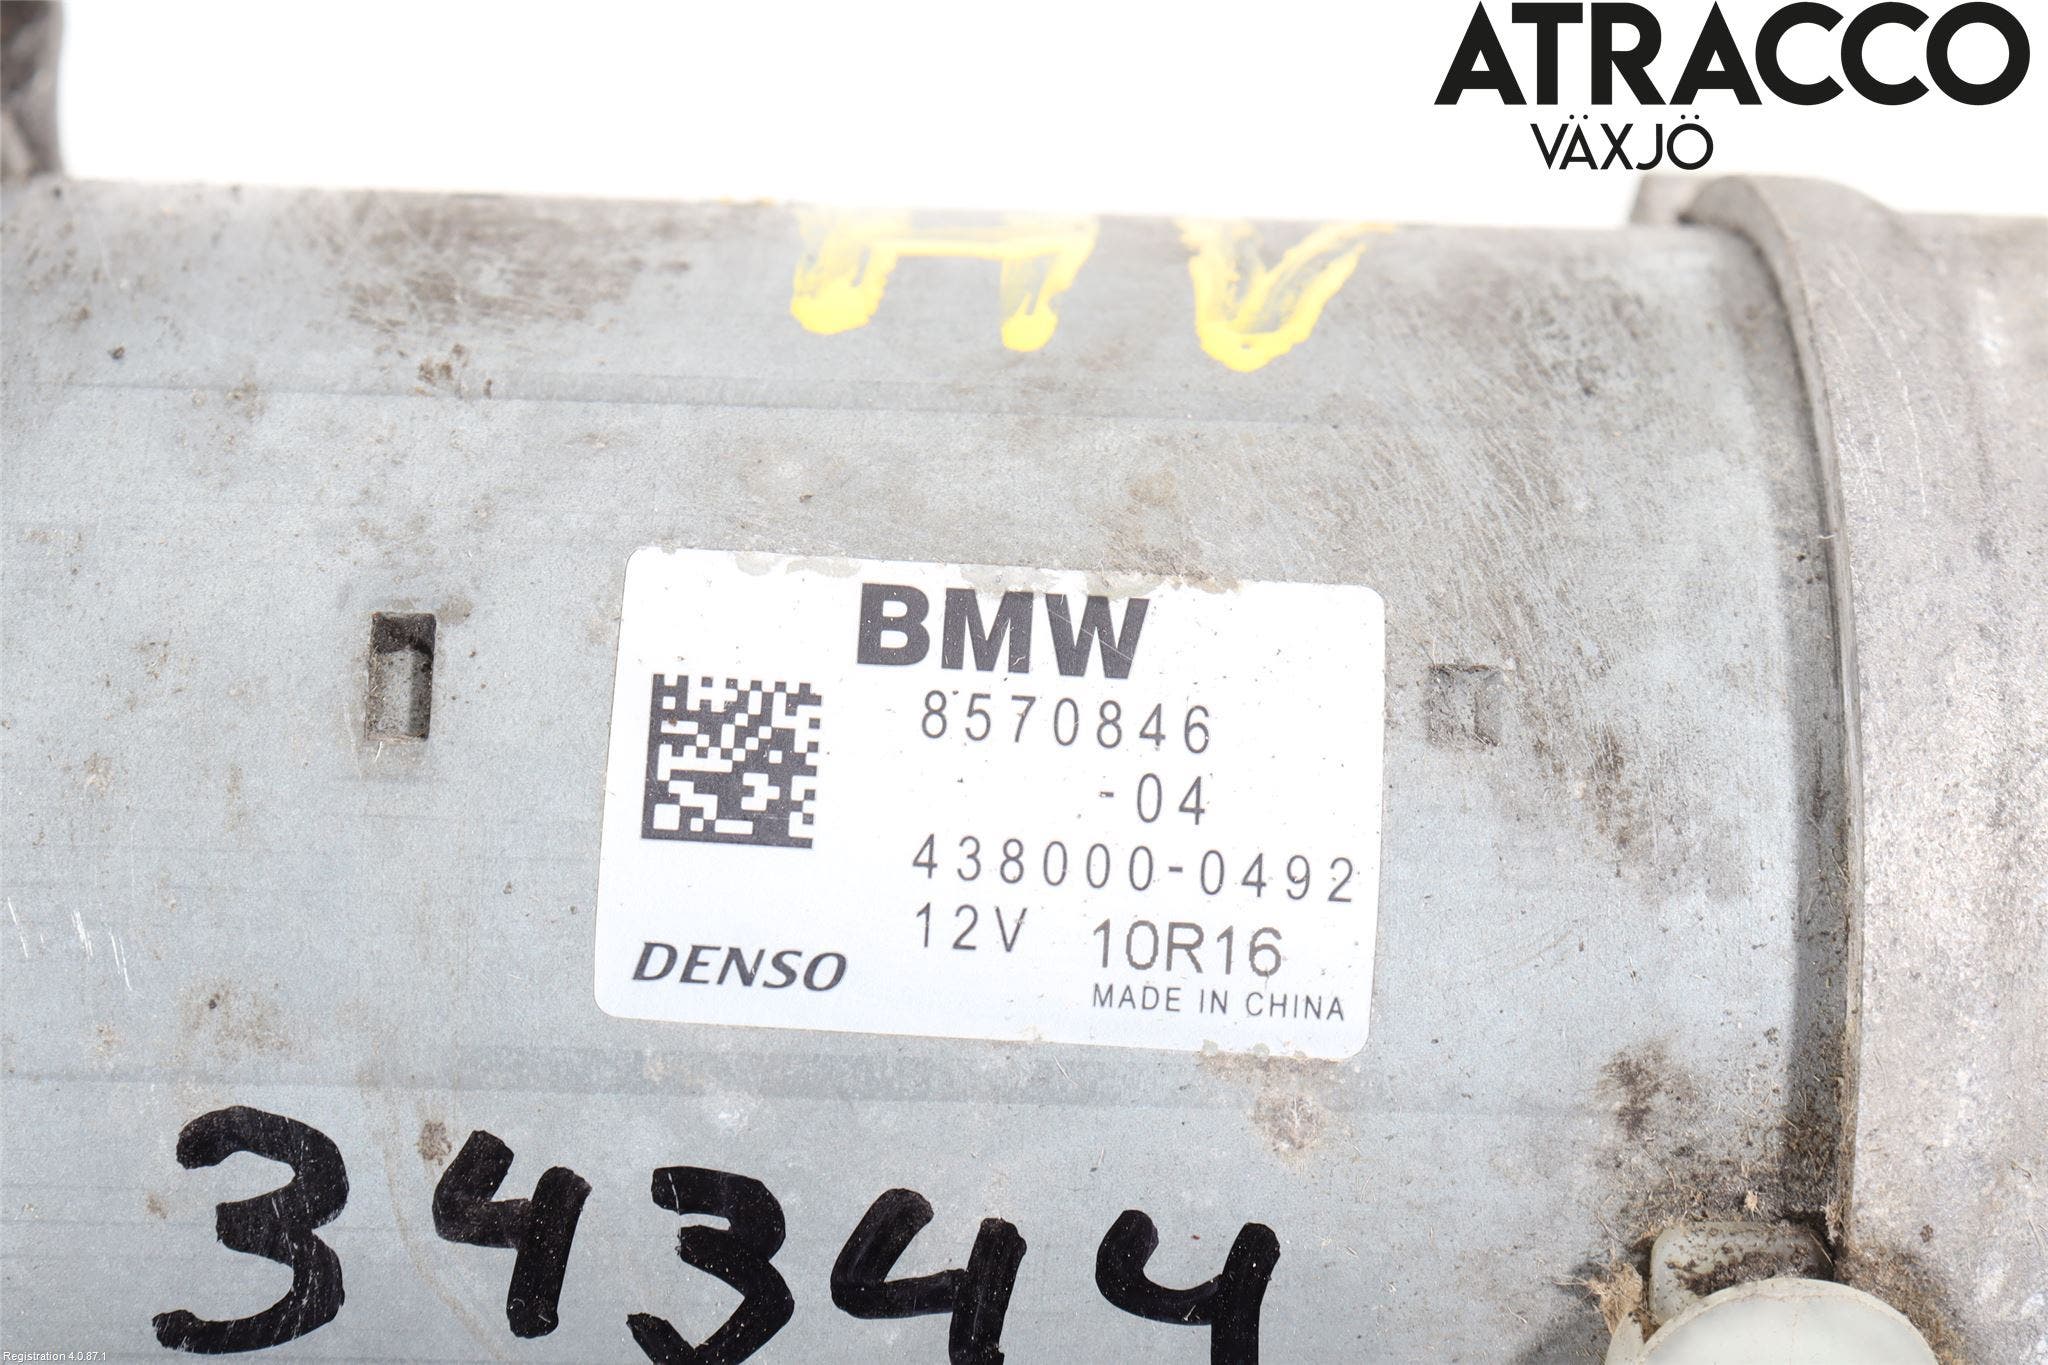 ATRACCO
VÄXJÖ
HV
BMW
8570846
-04
438000-0492
12V 10R16
DENSO
MADE IN CHINA
34344
Registration 4.0.87.1